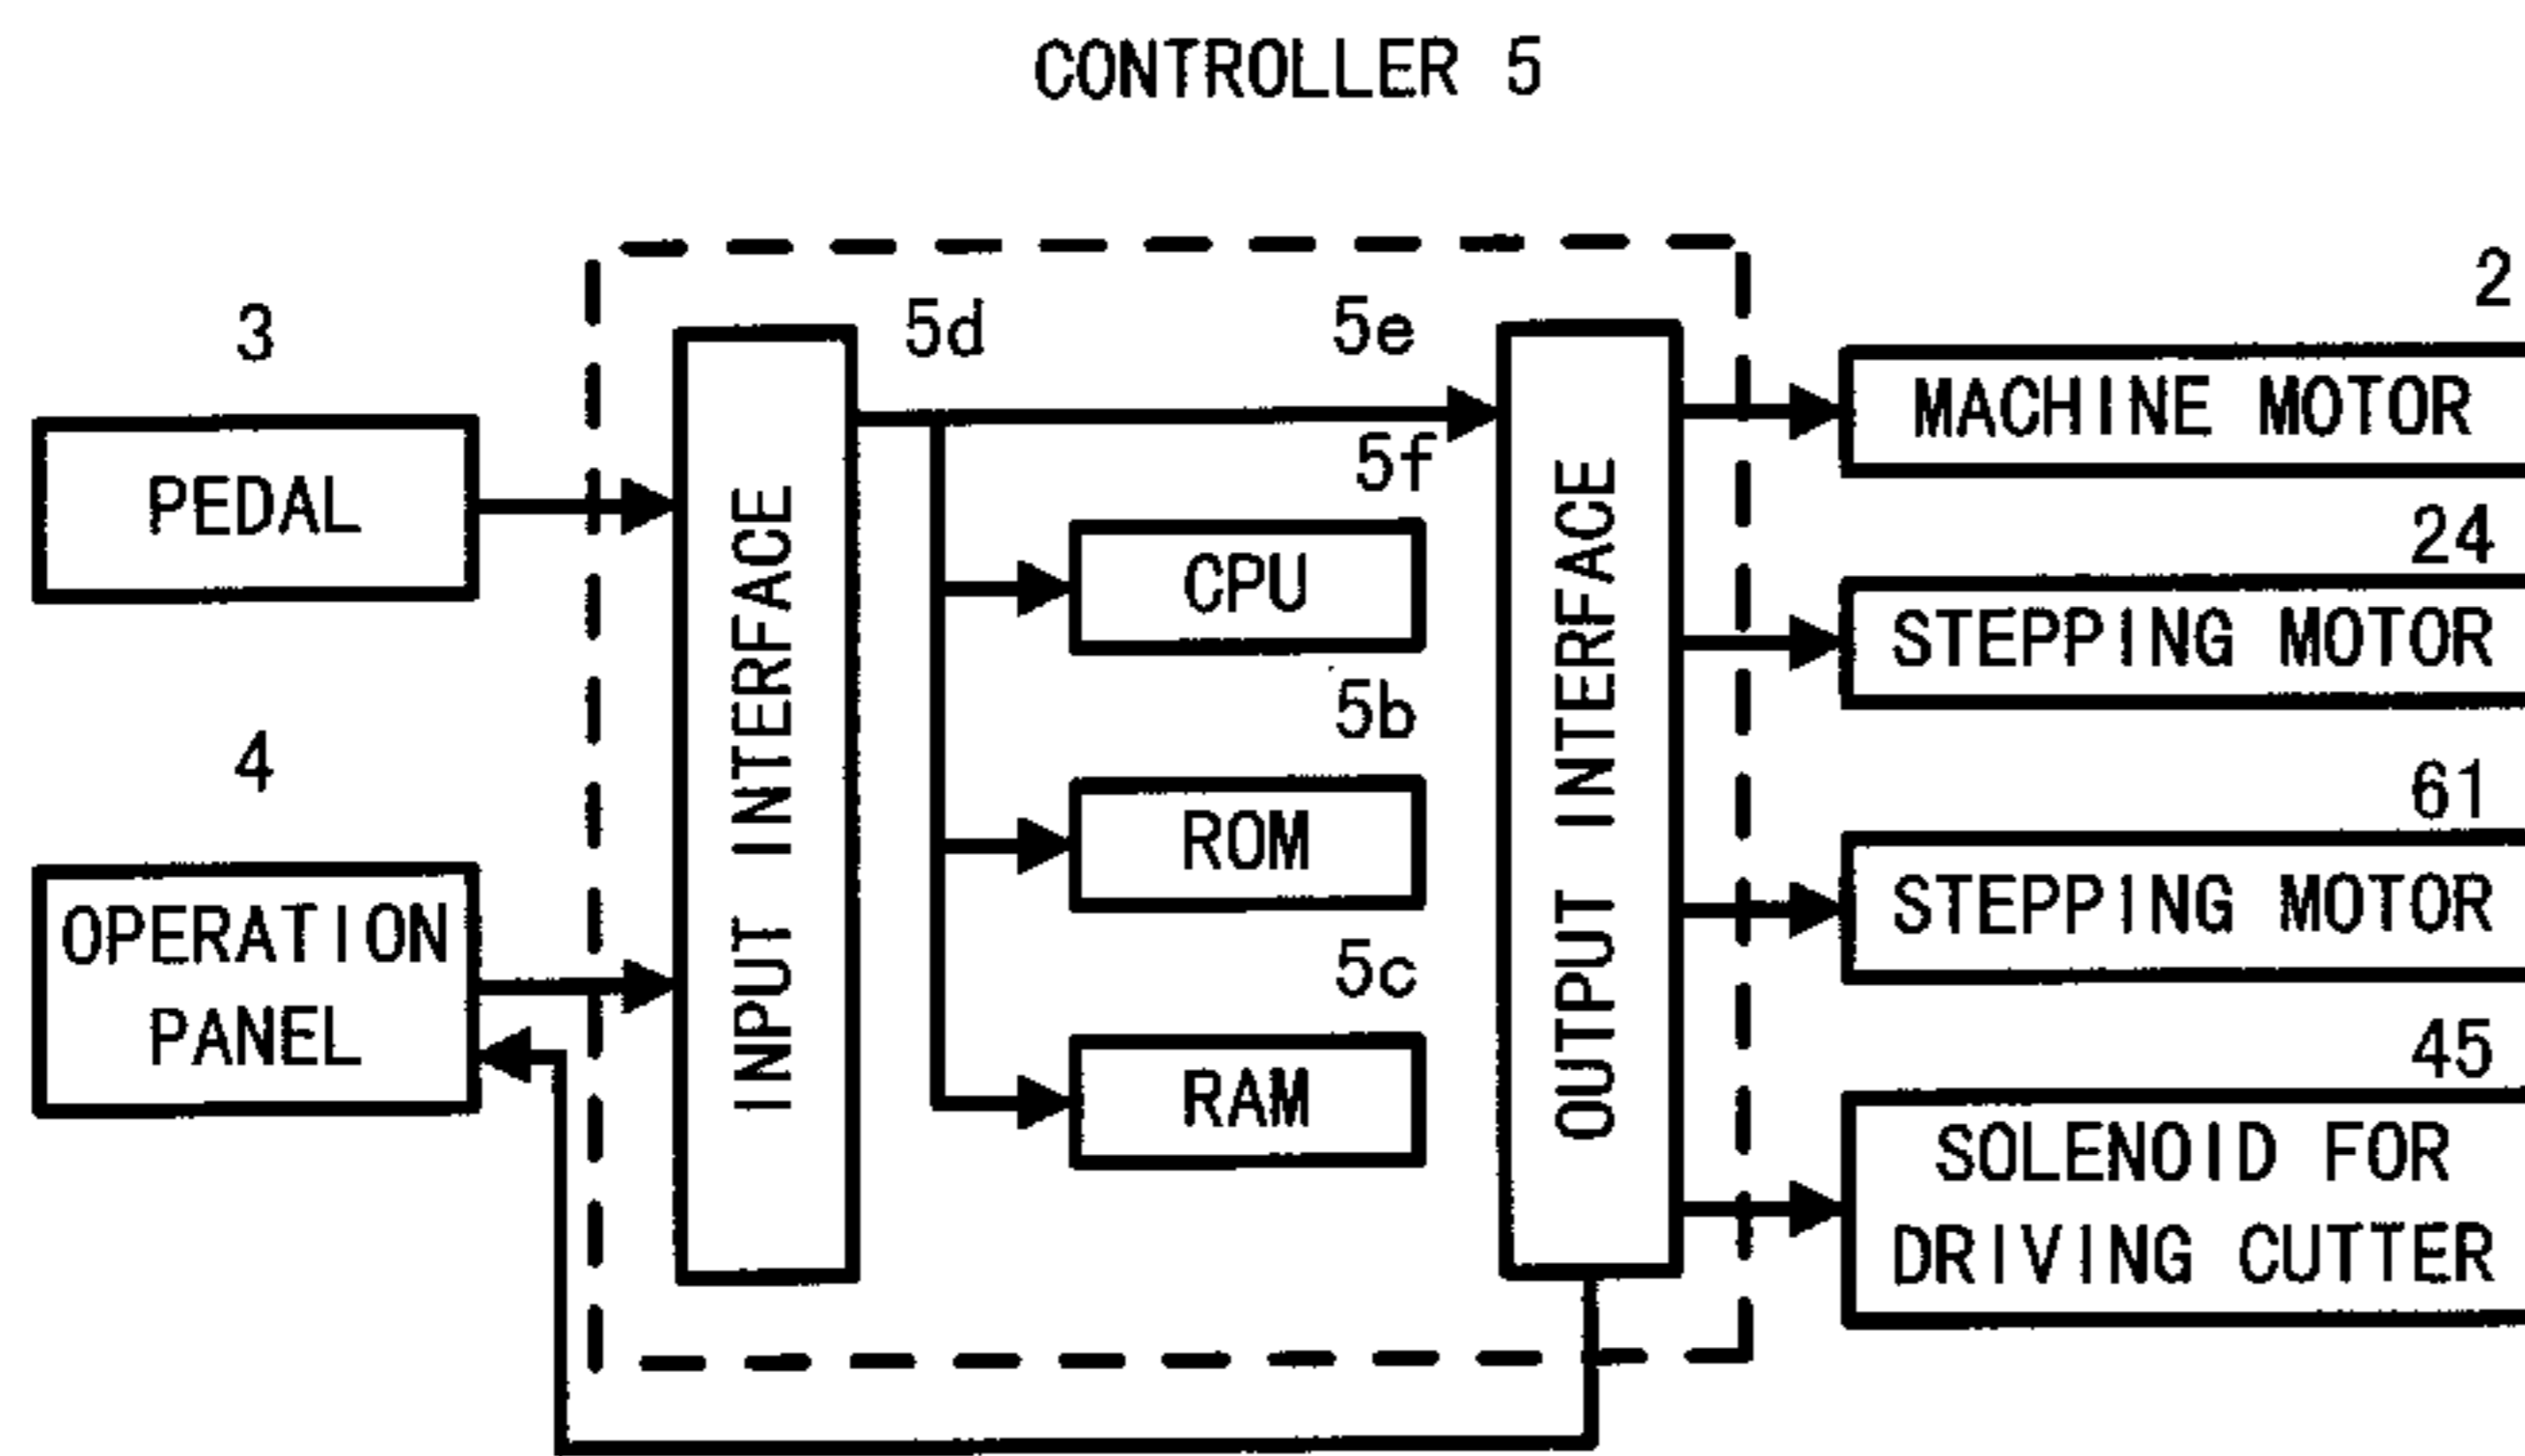 CONTROLLER 5
3
PEDAL
4
OPERATION
PANEL
INPUT INTERFACE
5d
5e
5f
CPU
5b
ROM
5c
RAM
OUTPUT INTERFACE
2
MACHINE MOTOR
24
STEPPING MOTOR
61
STEPPING MOTOR
45
SOLENOID FOR
DRIVING CUTTER